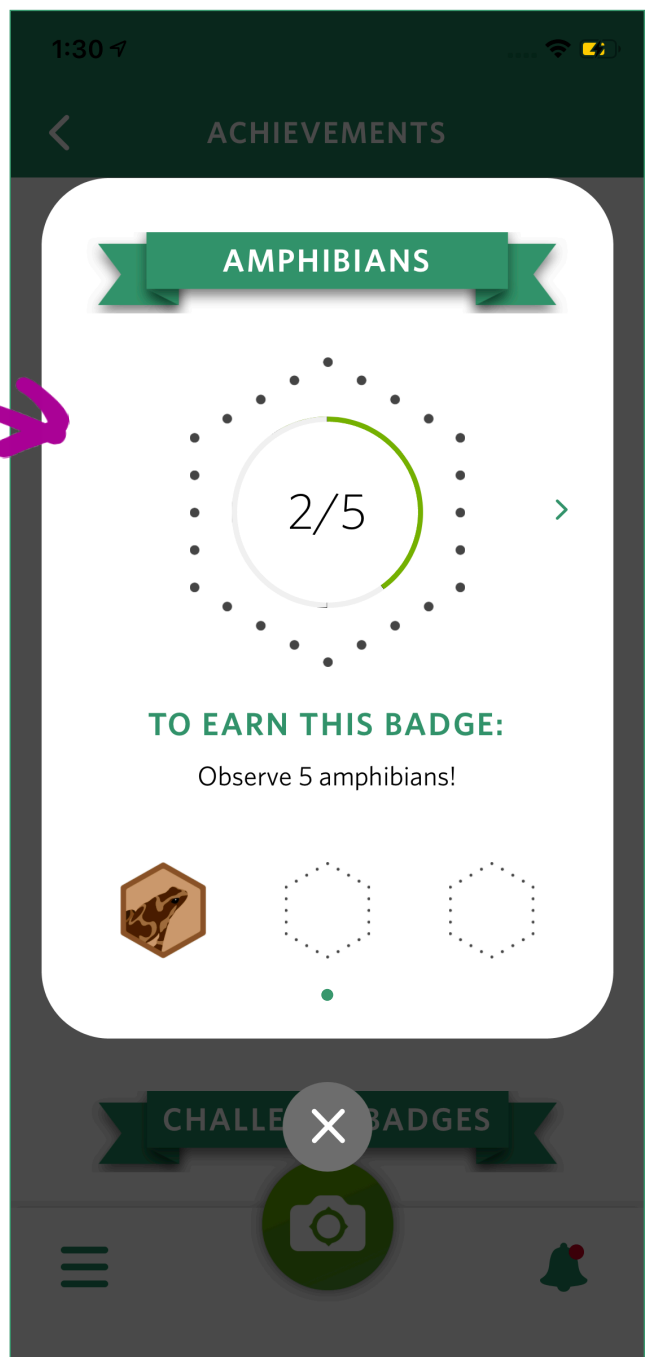 1:30
ACHIEVEMENTS
AMPHIBIANS
2/5
TO EARN THIS BADGE:
Observe 5 amphibians!
CHALLE BADGES